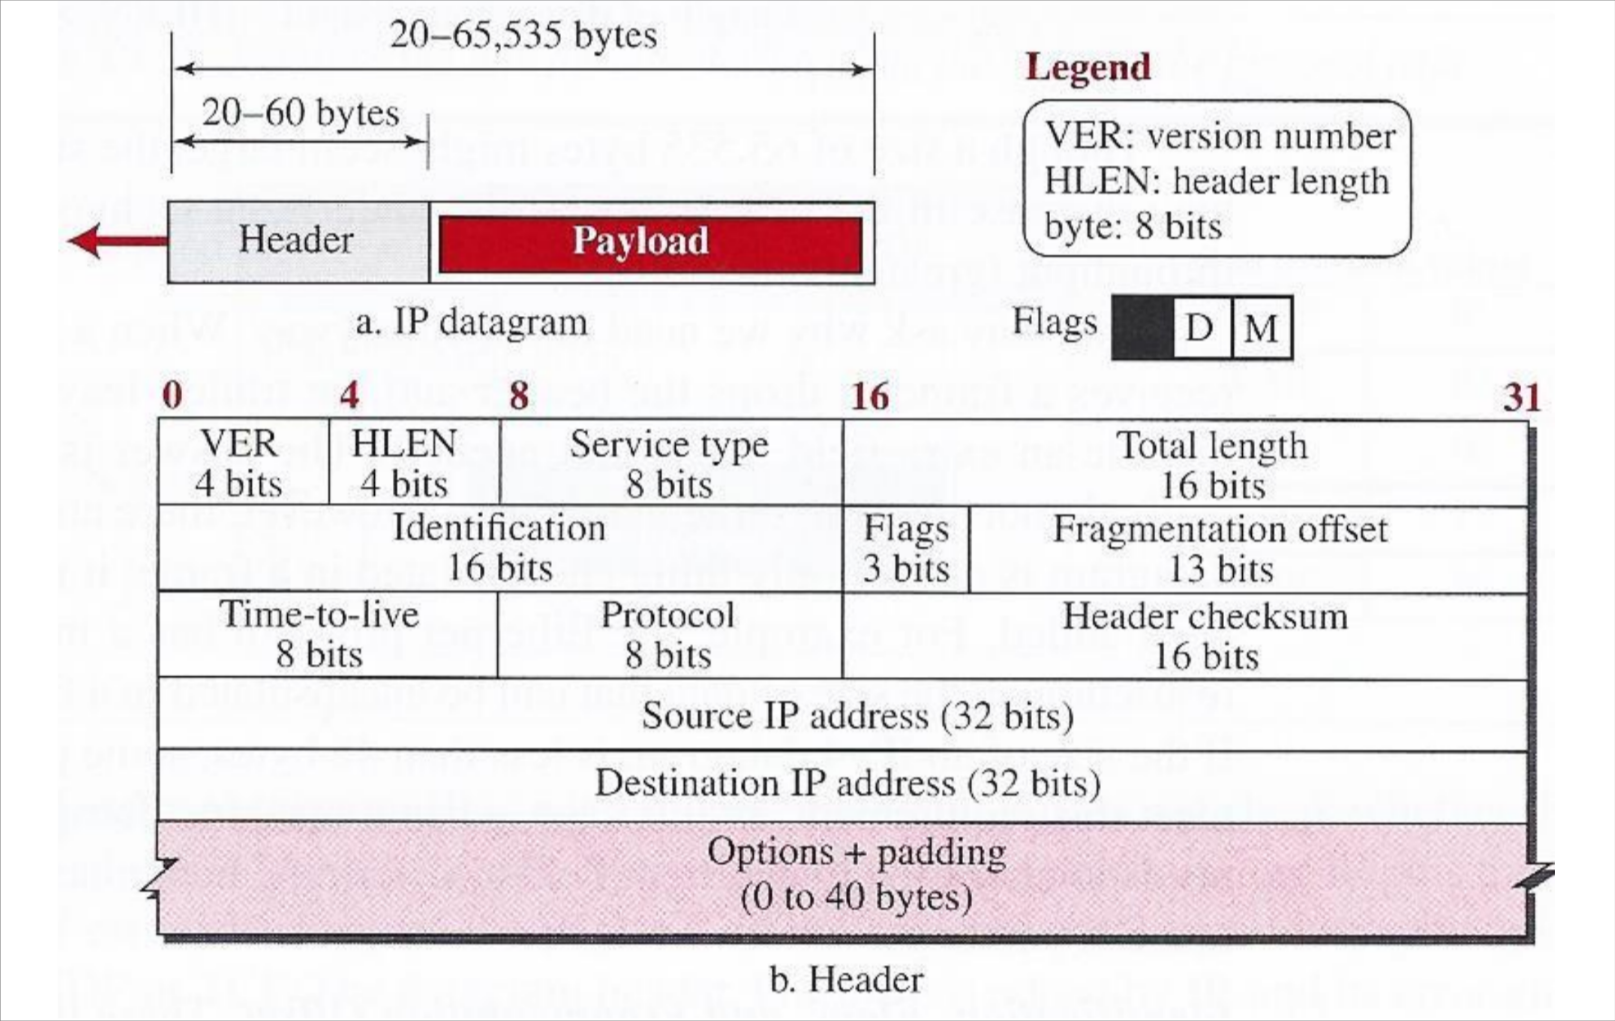 20–65,535 bytes
20–60 bytes
Header
Payload
a. IP datagram
Legend
VER: version number
HLEN: header length
byte: 8 bits
Flags D M
0 4 8 16 31
VER HLEN Service type Total length
4 bits 4 bits 8 bits 16 bits
Identification Flags Fragmentation offset
16 bits 3 bits 13 bits
Time-to-live Protocol Header checksum
8 bits 8 bits 16 bits
Source IP address (32 bits)
Destination IP address (32 bits)
Options + padding
(0 to 40 bytes)
b. Header